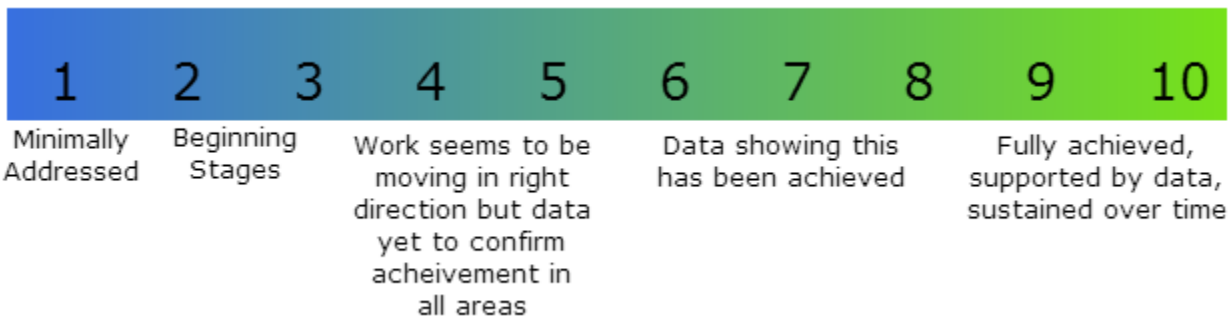 1 2 3 4 5 6 7 8 9 10
Minimally
Addressed
Beginning
Stages
Work seems to be
moving in right
direction but data
yet to confirm
acheivement in
all areas
Data showing this
has been achieved
Fully achieved,
supported by data,
sustained over time